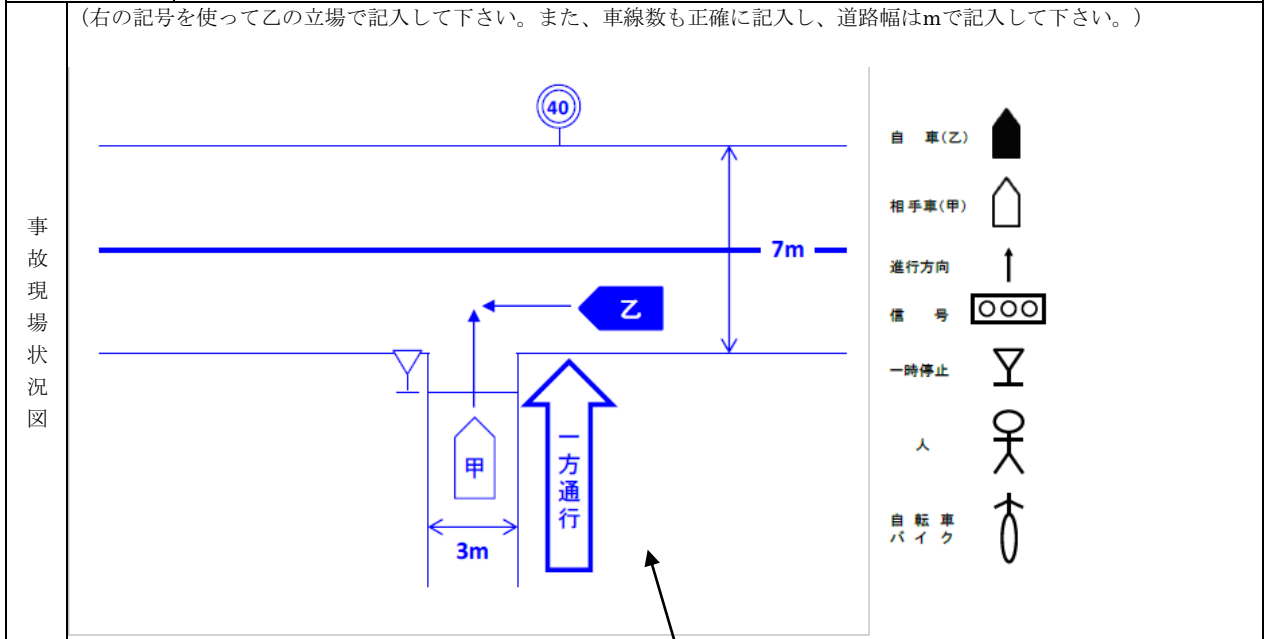 (右の記号を使って乙の立場で記入して下さい。また、車線数も正確に記入し、道路幅はmで記入して下さい。)
事故現場状況図
40
7m
乙
甲
一方通行
3m
自 車(乙)
相手車(甲)
進行方向
信 号
一時停止
人
自転車
バイク